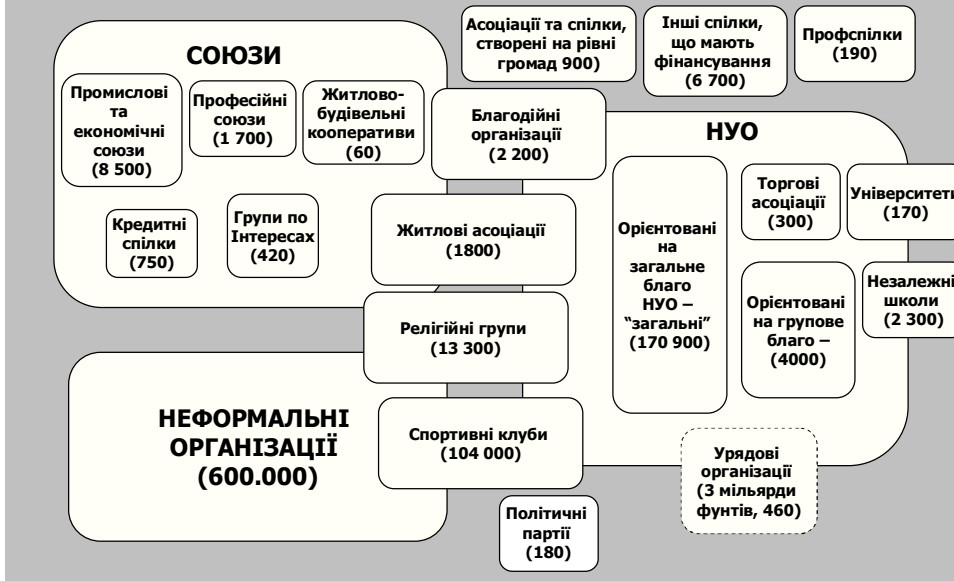 СОЮЗИ
Промислові
та
економічні
союзи
(8 500)
Професійні
союзи
(1 700)
Житлово-
будівельні
кооперативи
(60)
Кредитні
спілки
(750)
Групи по
Інтересах
(420)
Асоціації та спілки,
створені на рівні
громад 900)
Інші спілки,
що мають
фінансування
(6 700)
Профспілки
(190)
Благодійні
організації
(2 200)
Житлові асоціації
(1800)
Релігійні групи
(13 300)
Спортивні клуби
(104 000)
НУО
Орієнтовані
на
загальне
благо
НУО –
“загальні”
(170 900)
Торгові
асоціації
(300)
Університети
(170)
Орієнтовані
на групове
благо –
(4000)
Незалежні
школи
(2 300)
НЕФОРМАЛЬНІ
ОРГАНІЗАЦІЇ
(600.000)
Урядові
організації
(3 мільярди
фунтів, 460)
Політичні
партії
(180)